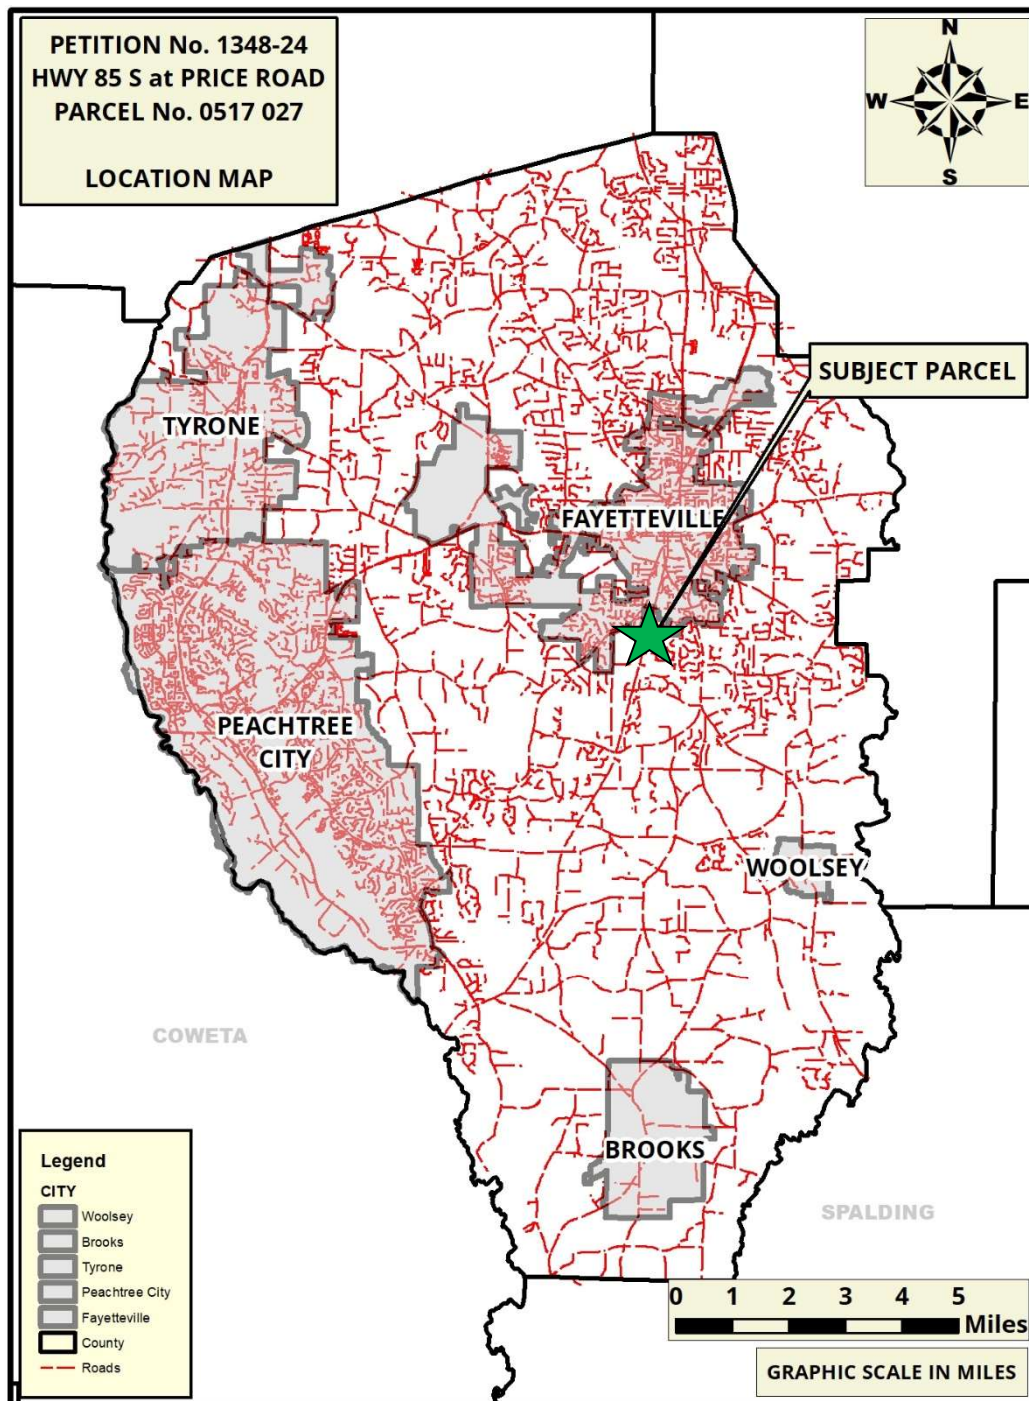 PETITION No. 1348-24
HWY 85 S at PRICE ROAD
PARCEL No. 0517 027
LOCATION MAP
N
W
E
S
SUBJECT PARCEL
TYRONE
FAYETTEVILLE
PEACHTREE
CITY
WOOLSEY
COWETA
BROOKS
SPALDING
Legend
CITY
Woolsey
Brooks
Tyrone
Peachtree City
Fayetteville
County
Roads
0 1 2 3 4 5
Miles
GRAPHIC SCALE IN MILES